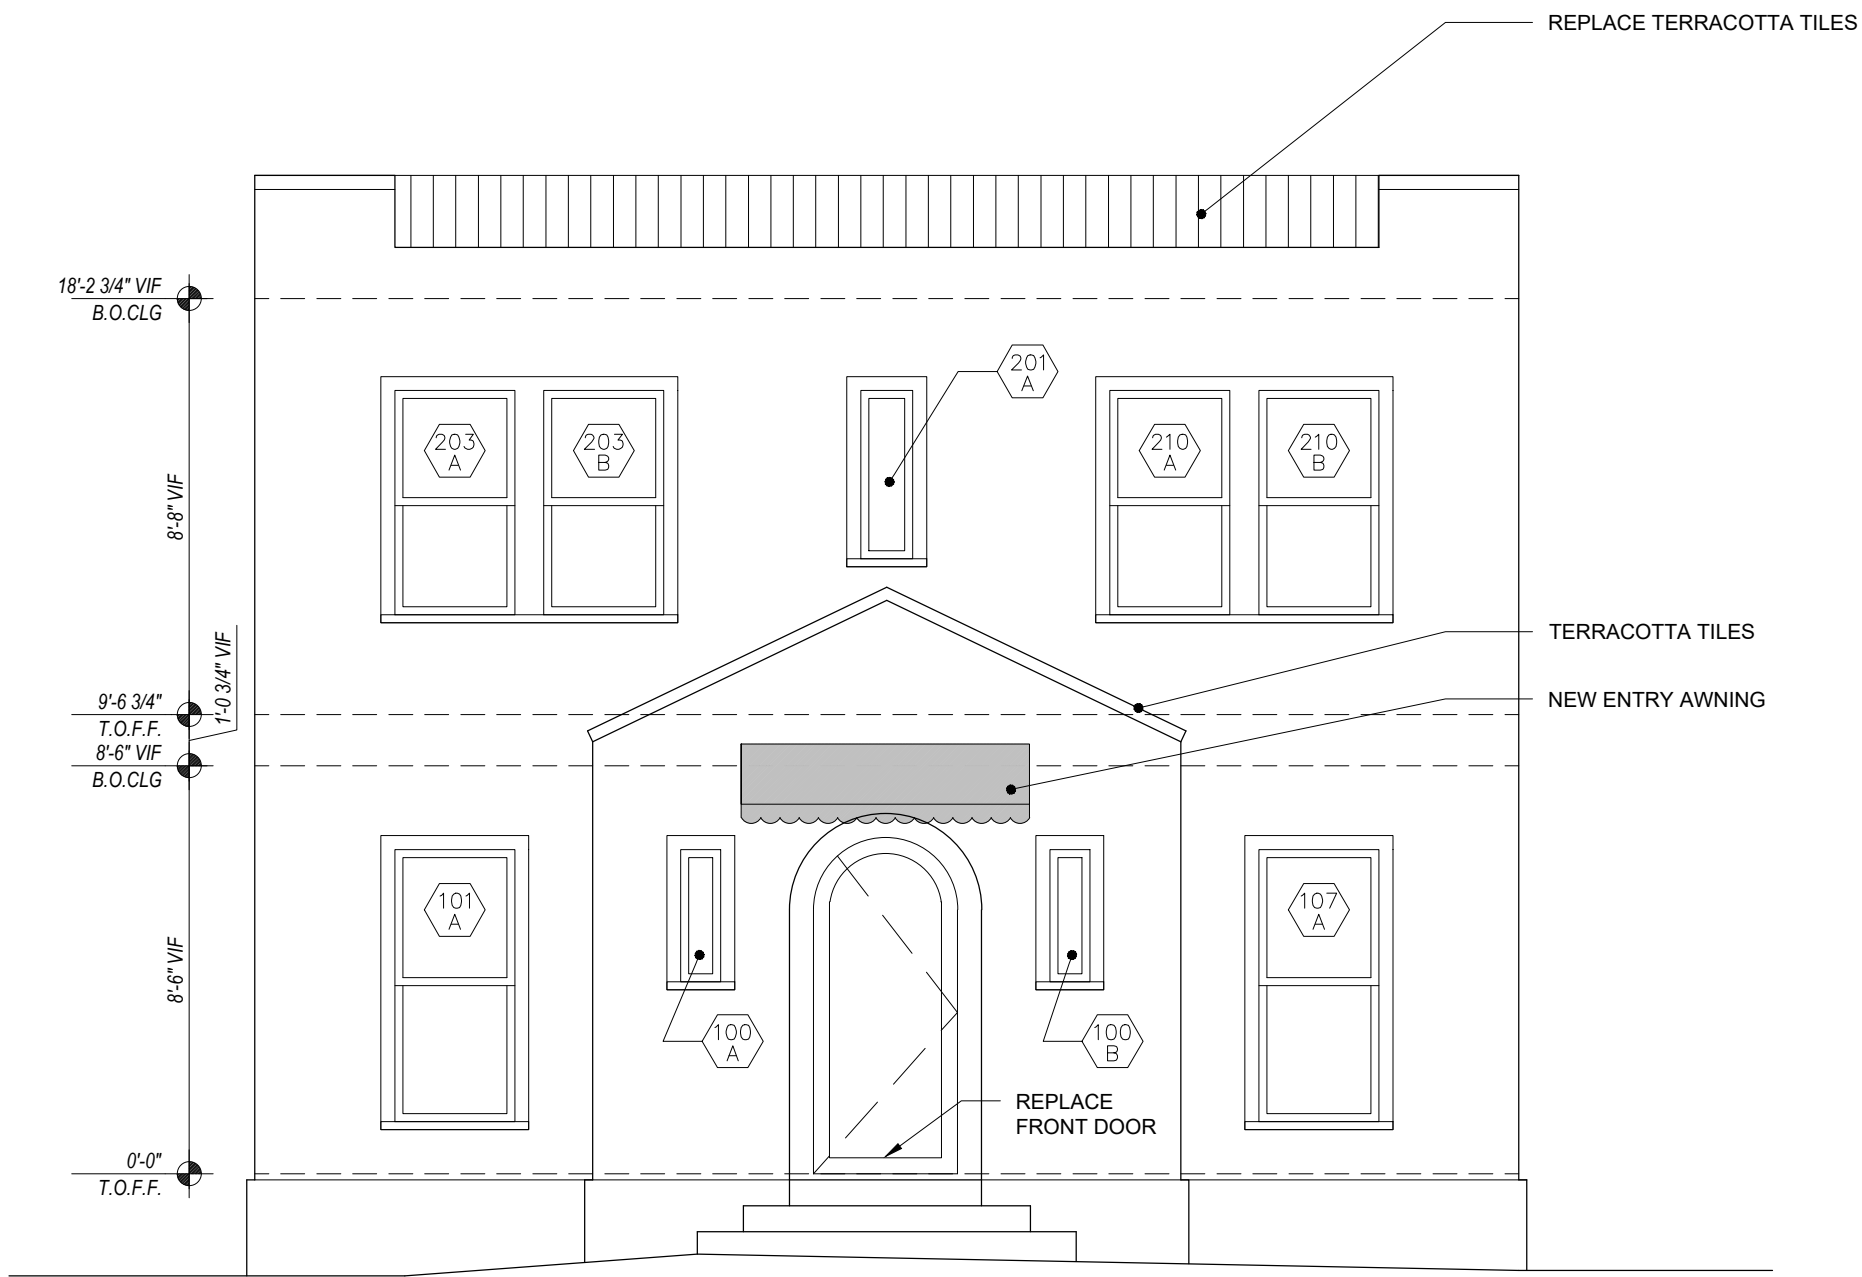 REPLACE TERRACOTTA TILES
18'-2 3/4" VIF
B.O.CLG
201
A
203
A
203
B
210
A
210
B
8'-8" VIF
TERRACOTTA TILES
1'-0 3/4" VIF
9'-6 3/4"
T.O.F.F.
NEW ENTRY AWNING
8'-6" VIF
B.O.CLG
101
A
107
A
8'-6" VIF
100
A
100
B
REPLACE
FRONT DOOR
0'-0"
T.O.F.F.